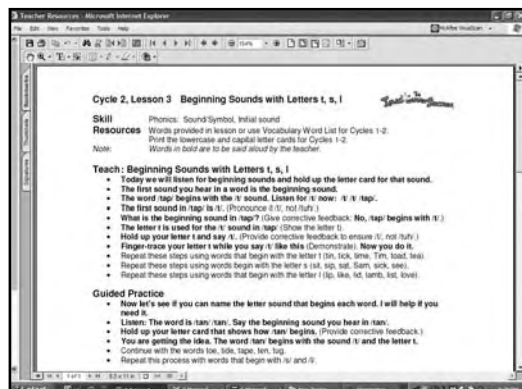 Teacher Resources - Microsoft Internet Explorer
File Edit View Favorites Tools Help
McAfee VirusScan
154%
Bookmarks
Thumbnails
Signatures
Cycle 2, Lesson 3 Beginning Sounds with Letters t, s, l
Skill Phonics: Sound/Symbol, Initial sound
Resources Words provided in lesson or use Vocabulary Word List for Cycles 1-2.
Print the lowercase and capital letter cards for Cycles 1-2.
Note: Words in bold are to be said aloud by the teacher.
Teach: Beginning Sounds with Letters t, s, l
• Today we will listen for beginning sounds and hold up the letter card for that sound.
• The first sound you hear in a word is the beginning sound.
• The word /tap/ begins with the /t/ sound. Listen for /t/ now: /t/ /t/ /tap/.
• The first sound in /tap/ is /t/. (Pronounce it /t/, not /tuh/.)
• What is the beginning sound in /tap/? (Give corrective feedback: No, /tap/ begins with /t/.)
• The letter t is used for the /t/ sound in /tap/ (Show the letter t).
• Hold up your letter t and say /t/. (Provide corrective feedback to ensure /t/, not /tuh/.)
• Finger-trace your letter t while you say /t/ like this (Demonstrate). Now you do it.
• Repeat these steps using words that begin with the letter t (tin, tick, time, Tim, toad, tea).
• Repeat these steps using words that begin with the letter s (sit, sip, sat, Sam, sick, see).
• Repeat these steps using words that begin with the letter l (lip, like, lid, lamb, list, love).
Guided Practice
• Now let's see if you can name the letter sound that begins each word. I will help if you
need it.
• Listen: The word is /tan/ /tan/. Say the beginning sound you hear in /tan/.
• Hold up your letter card that shows how /tan/ begins. (Provide corrective feedback.)
• You are getting the idea. The word /tan/ begins with the sound /t/ and the letter t.
• Continue with the words toe, tide, tape, ten, tug.
• Repeat this process with words that begin with /s/ and /l/.
1 of 5
8.5 x 11 in